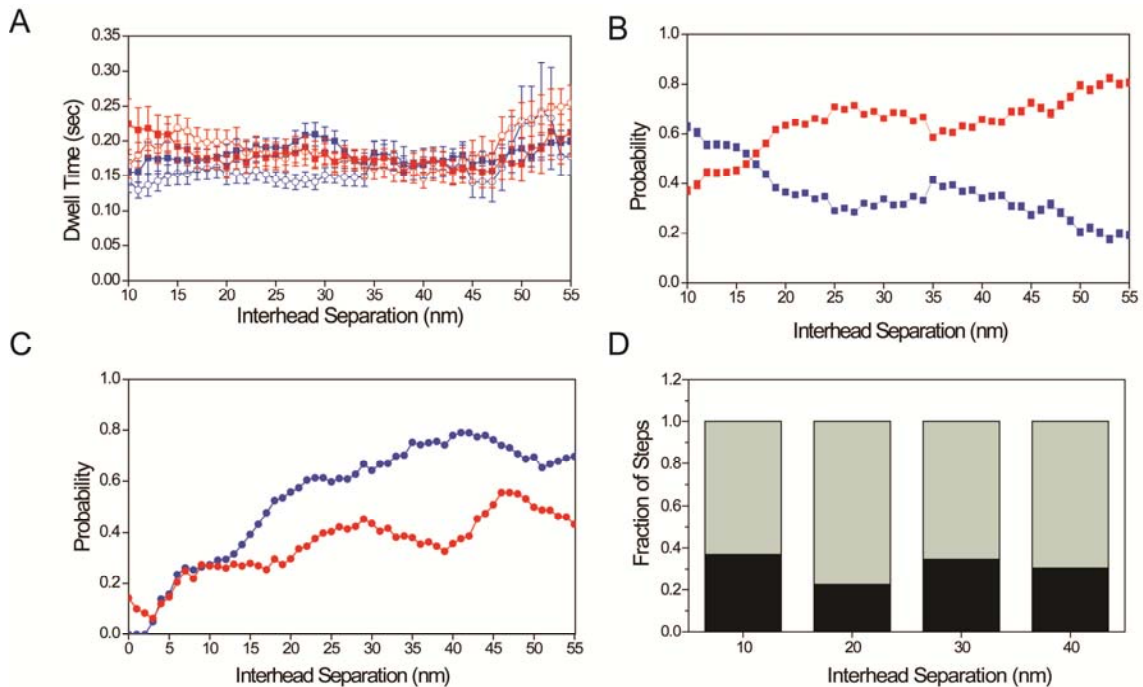 A
0.35
0.30
0.25
0.20
0.15
0.10
0.05
0.00
Dwell Time (sec)
10 15 20 25 30 35 40 45 50 55
Interhead Separation (nm)
B
1.0
0.8
0.6
0.4
0.2
0.0
Probability
10 15 20 25 30 35 40 45 50 55
Interhead Separation (nm)
C
1.0
0.8
0.6
0.4
0.2
0.0
Probability
0 5 10 15 20 25 30 35 40 45 50 55
Interhead Separation (nm)
D
1.2
1.0
0.8
0.6
0.4
0.2
0.0
Fraction of Steps
10 20 30 40
Interhead Separation (nm)